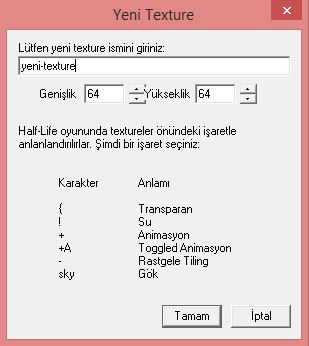 Yeni Texture
Lütfen yeni texture ismini giriniz:
yeni-texture
Genişlik 64 Yükseklik 64
Half-Life oyununda textureler önündeki işaretle
anlanlandırılırlar. Şimdi bir işaret seçiniz:
Karakter Anlamı
{ Transparan
! Su
+ Animasyon
+A Toggled Animasyon
- Rastgele Tiling
sky Gök
Tamam İptal